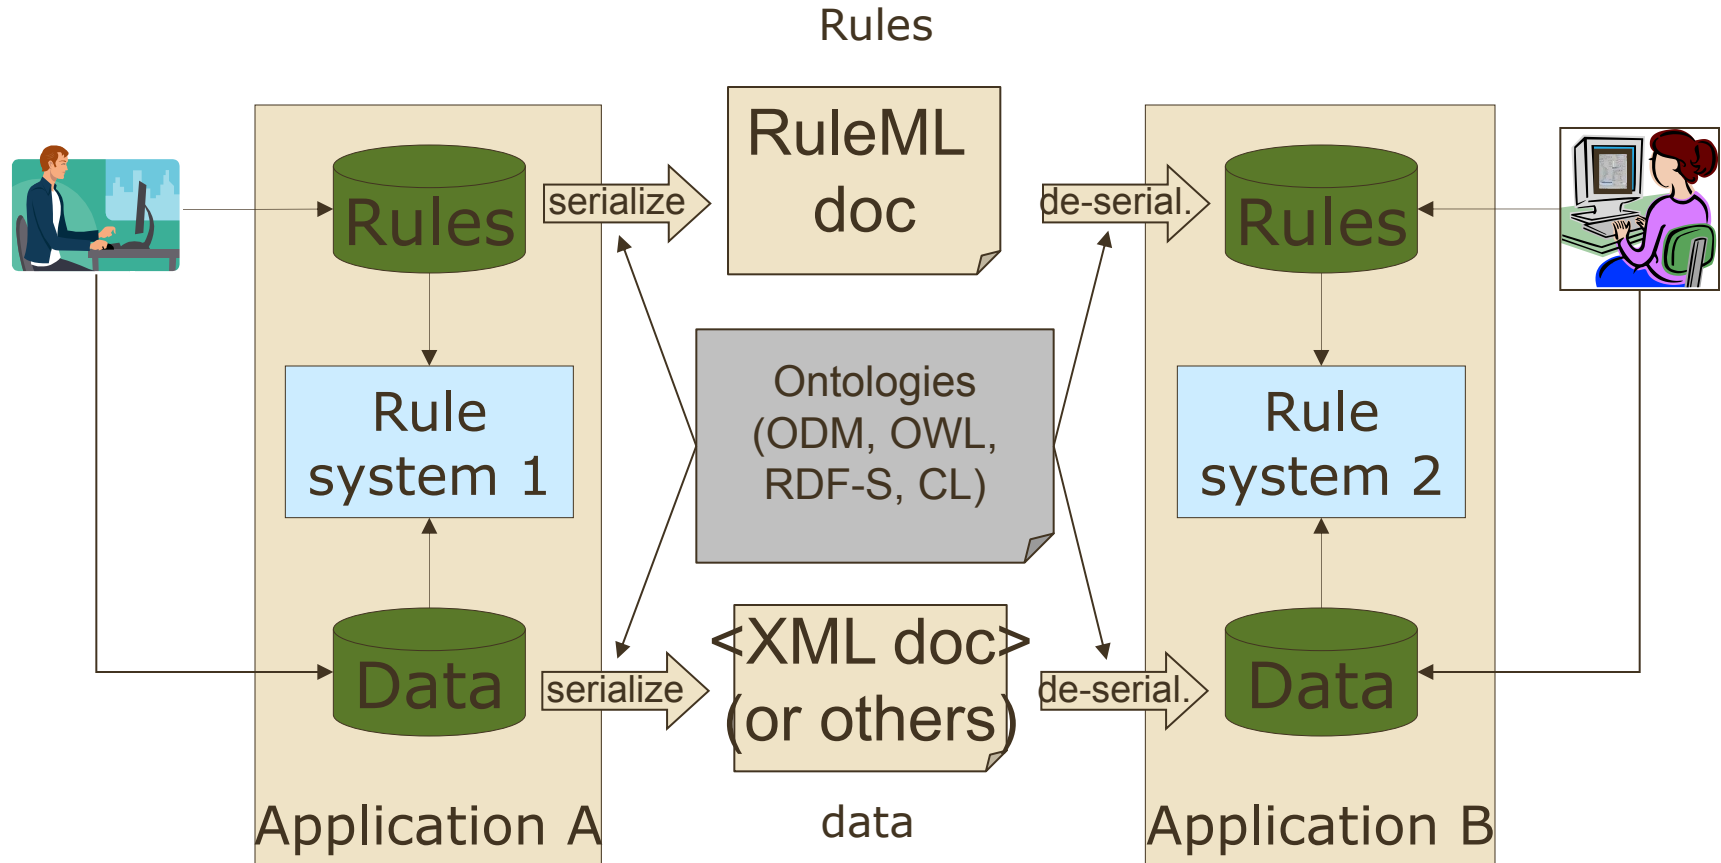 Rules
RuleML
doc
Rules
serialize
de-serial.
Rules
Ontologies
(ODM, OWL,
RDF-S, CL)
Rule
system 1
Rule
system 2
<XML doc>
(or others)
Data
serialize
de-serial.
Data
Application A
data
Application B